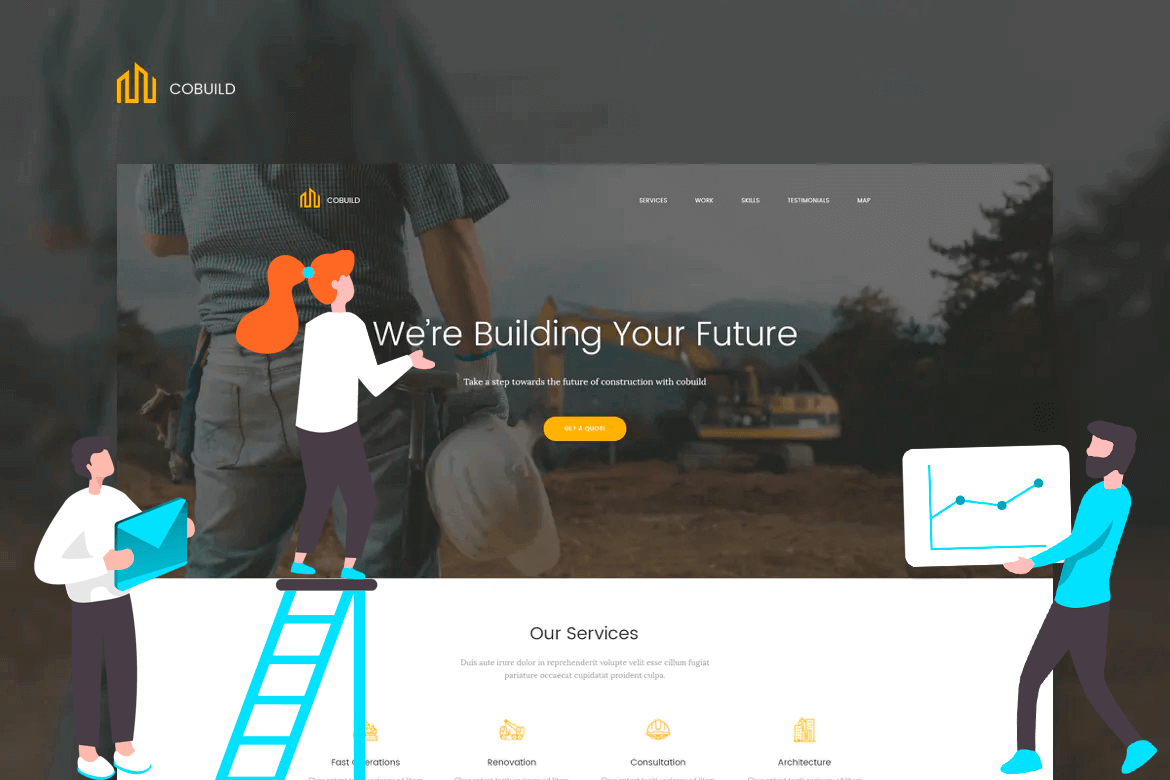 COBUILD
COBUILD
SERVICES WORK SKILLS TESTIMONIALS MAP
We’re Building Your Future
Take a step towards the future of construction with cobuild
GET A QUOTE
Our Services
Duis aute irure dolor in reprehenderit volupte velit esse cillum fugiat
pariature occaecat cupidatat proident culpa.
Fast erations Renovation Consultation Architecture